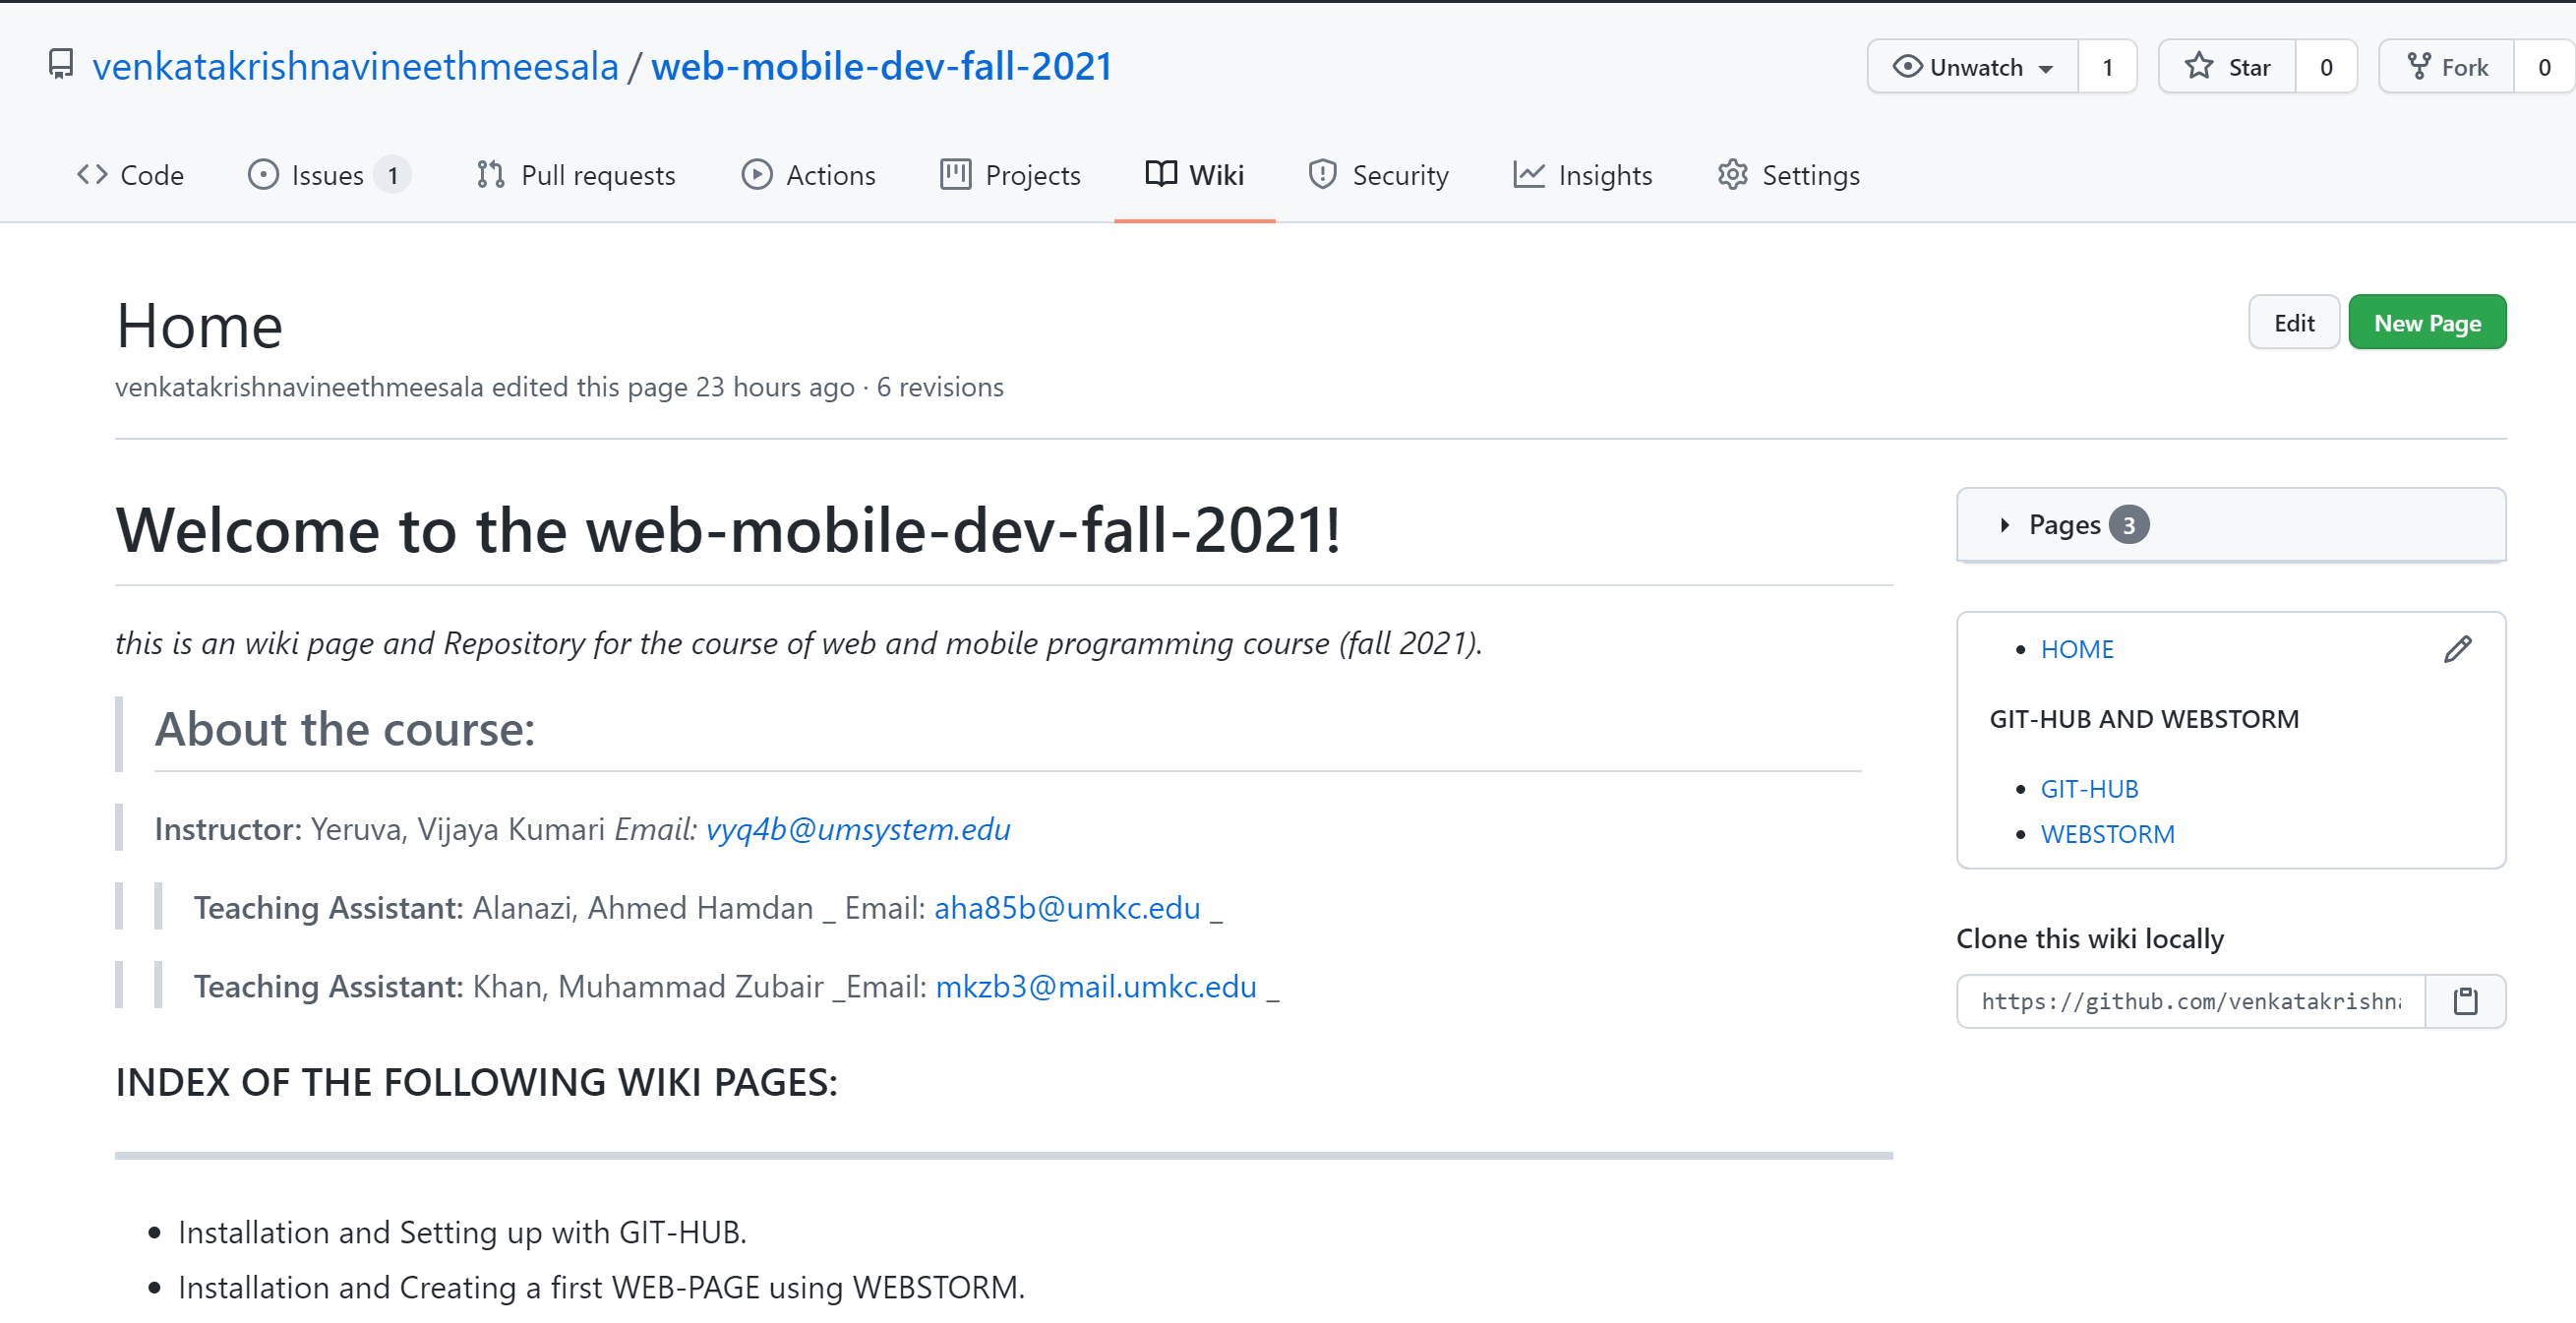 venkatakrishnavineethmeesala / web-mobile-dev-fall-2021
Unwatch 1 Star 0 Fork 0
Code Issues 1 Pull requests Actions Projects Wiki Security Insights Settings
Home
Edit New Page
venkatakrishnavineethmeesala edited this page 23 hours ago · 6 revisions
Welcome to the web-mobile-dev-fall-2021!
this is an wiki page and Repository for the course of web and mobile programming course (fall 2021).
About the course:
Instructor: Yeruva, Vijaya Kumari Email: vyq4b@umsystem.edu
Teaching Assistant: Alanazi, Ahmed Hamdan _ Email: aha85b@umkc.edu _
Teaching Assistant: Khan, Muhammad Zubair _Email: mkzb3@mail.umkc.edu _
INDEX OF THE FOLLOWING WIKI PAGES:
Installation and Setting up with GIT-HUB.
Installation and Creating a first WEB-PAGE using WEBSTORM.
Pages 3
HOME
GIT-HUB AND WEBSTORM
GIT-HUB
WEBSTORM
Clone this wiki locally
https://github.com/venkatakrishna